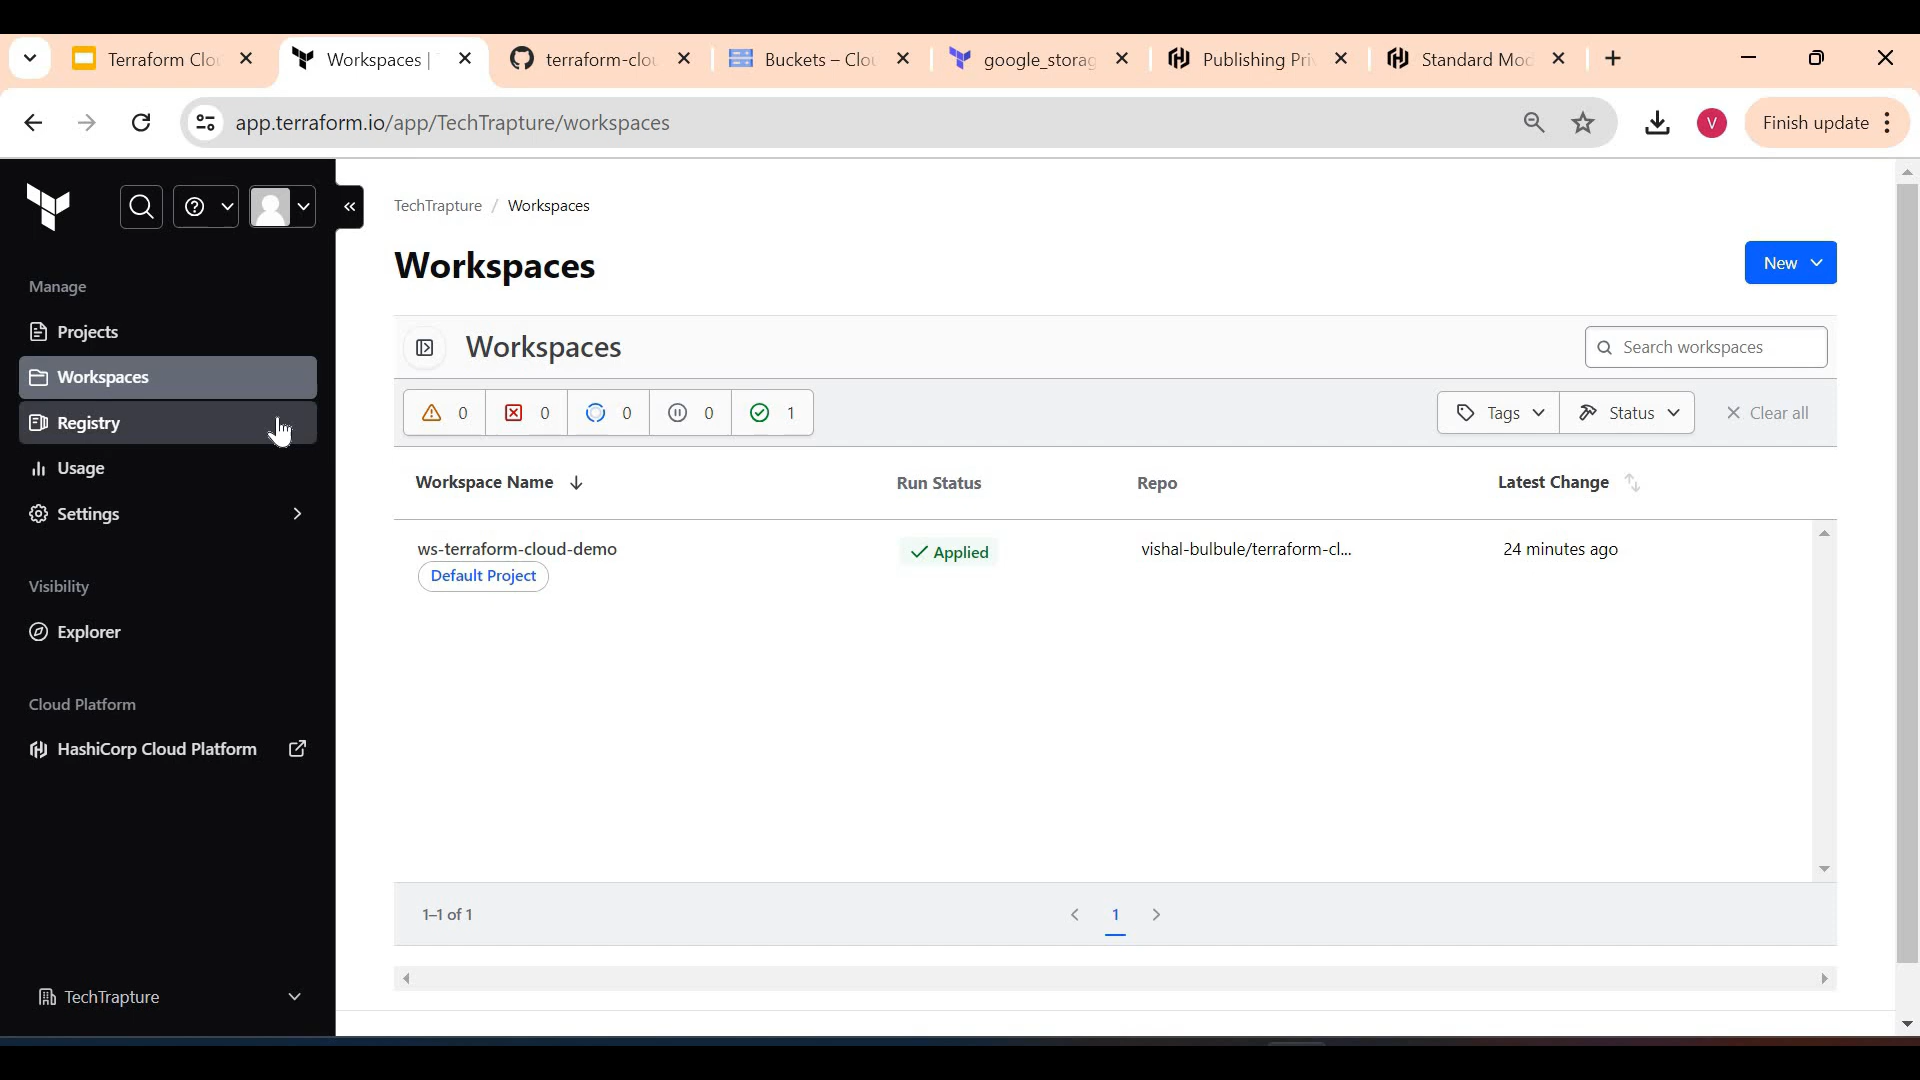 Terraform Clo
Workspaces |
terraform-clou
Buckets – Clou
google_storag
Publishing Pri
Standard Mod
app.terraform.io/app/TechTrapture/workspaces
V
Finish update
TechTrapture / Workspaces
Workspaces
New
Manage
Projects
Workspaces
Registry
Usage
Settings
Visibility
Explorer
Cloud Platform
HashiCorp Cloud Platform
TechTrapture
Workspaces
Search workspaces
0
0
0
0
1
Tags
Status
Clear all
Workspace Name
Run Status
Repo
Latest Change
ws-terraform-cloud-demo
Applied
vishal-bulbule/terraform-cl...
24 minutes ago
Default Project
1–1 of 1
1